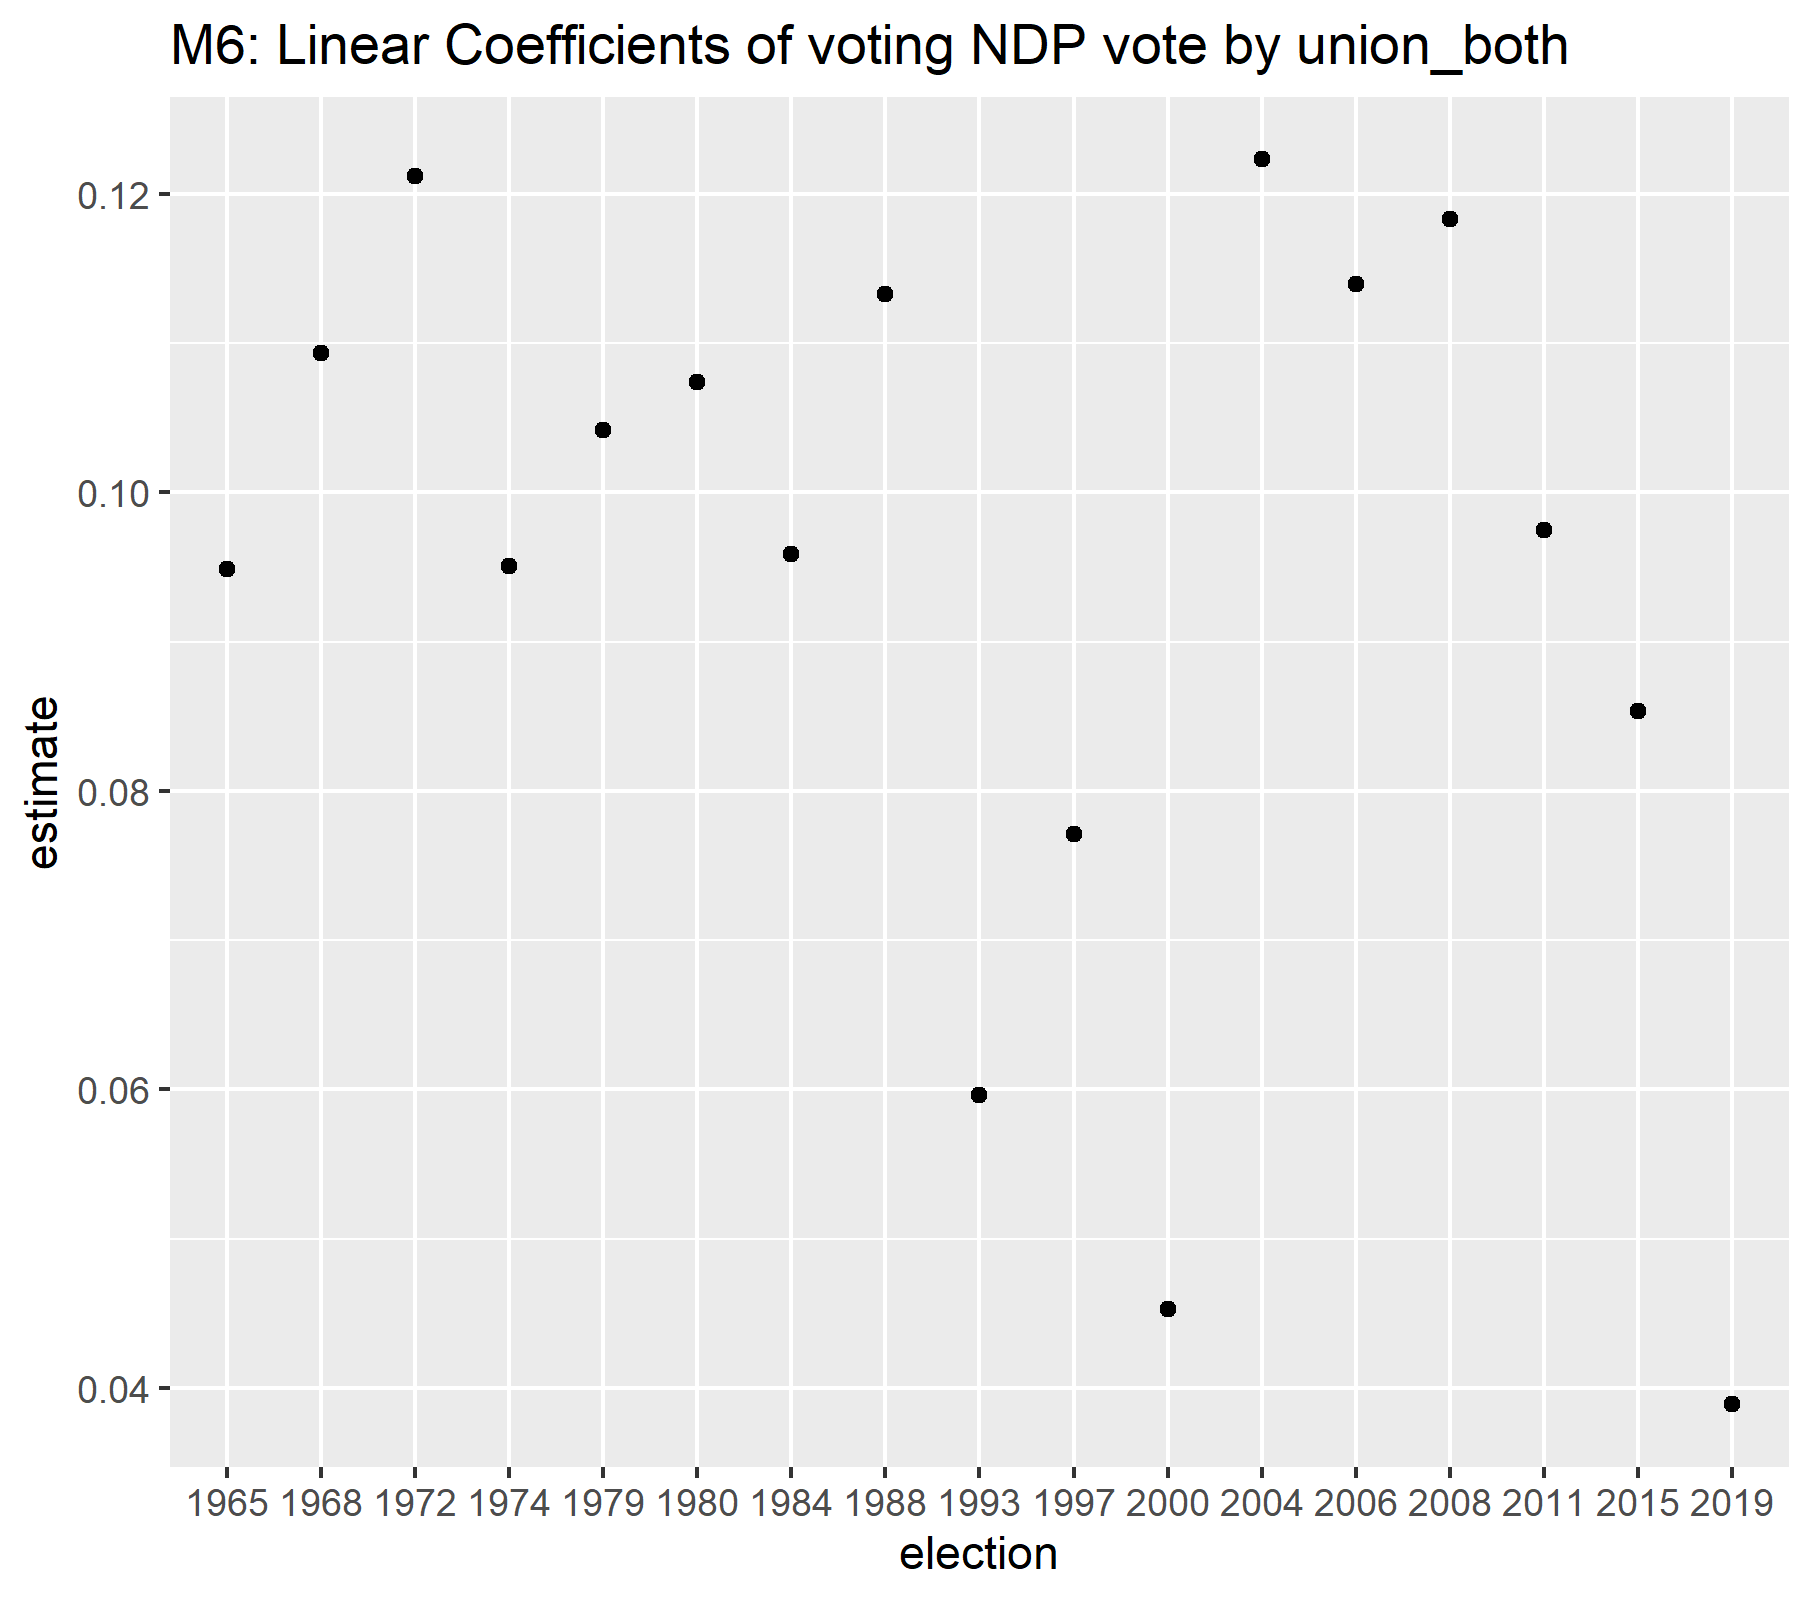 M6: Linear Coefficients of voting NDP vote by union_both
estimate
0.12
0.10
0.08
0.06
0.04
1965 1968 1972 1974 1979 1980 1984 1988 1993 1997 2000 2004 2006 2008 2011 2015 2019
election